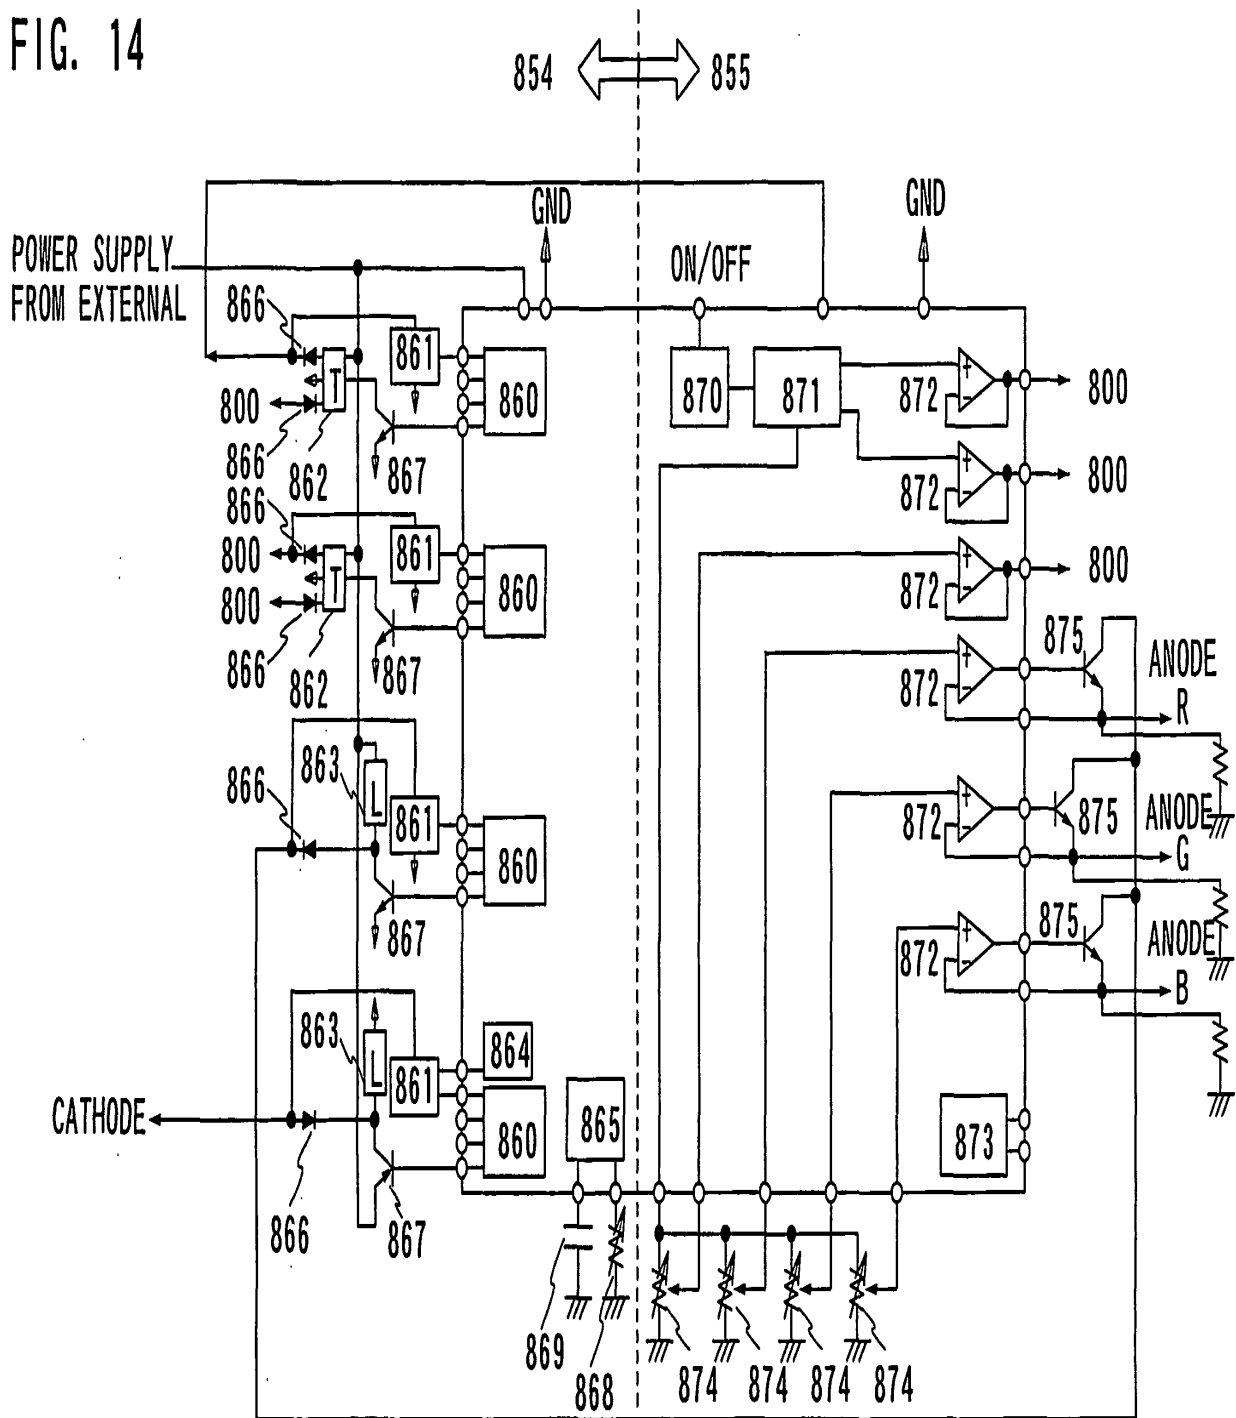 FIG. 14
854 855
GND GND
POWER SUPPLY
FROM EXTERNAL
ON/OFF
866 861 860 870 871 872 800
800
866 862 867 872 800
866
800 861 860 872 800
800
866 862 867
872 875 ANODE
R
863
866 L 861 860 872 875 ANODE
G
867
872 875 ANODE
B
863 L 861 864
CATHODE 860 865 873
866 867
869 868 874 874 874 874
T
T
+
-
+
-
+
-
+
-
+
-
+
-